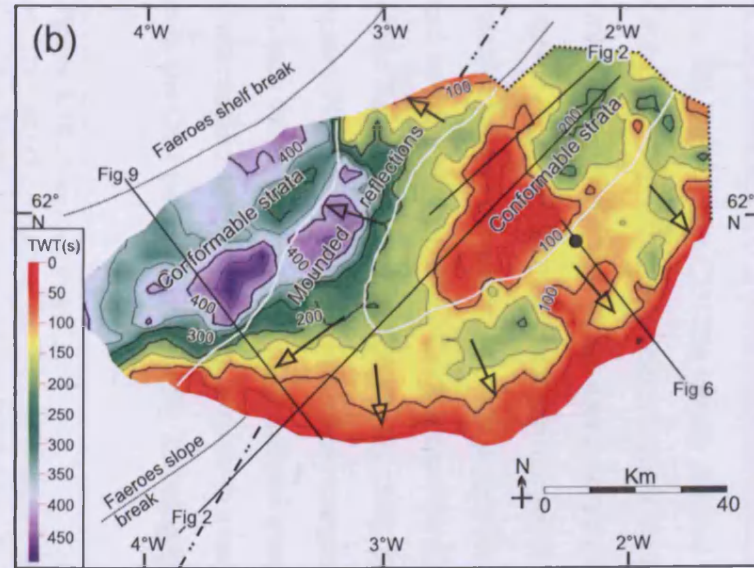 (b)
4°W
3°W
2°W
Faeroes shelf break
Fig 2
100
400
200
62°
N
Fig 9
Conformable strata
Mounded reflections
Conformable strata
62°
N
TWT(s)
0
50
100
150
200
250
300
350
400
450
400
400
300
200
100
100
Fig 6
Faeroes slope
break
Fig 2
N
Km
0
40
4°W
3°W
2°W